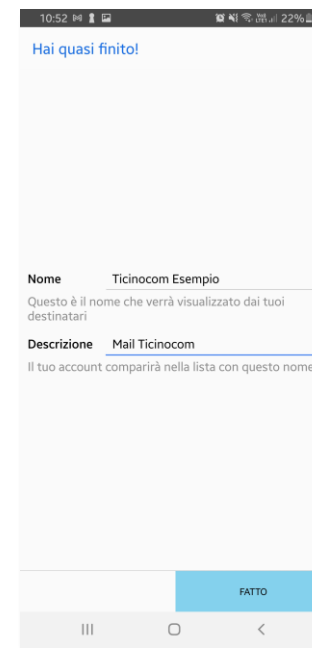 10:52 22%
Hai quasi finito!
Nome Ticinocom Esempio
Questo è il nome che verrà visualizzato dai tuoi
destinatari
Descrizione Mail Ticinocom
Il tuo account comparirà nella lista con questo nome
FATTO